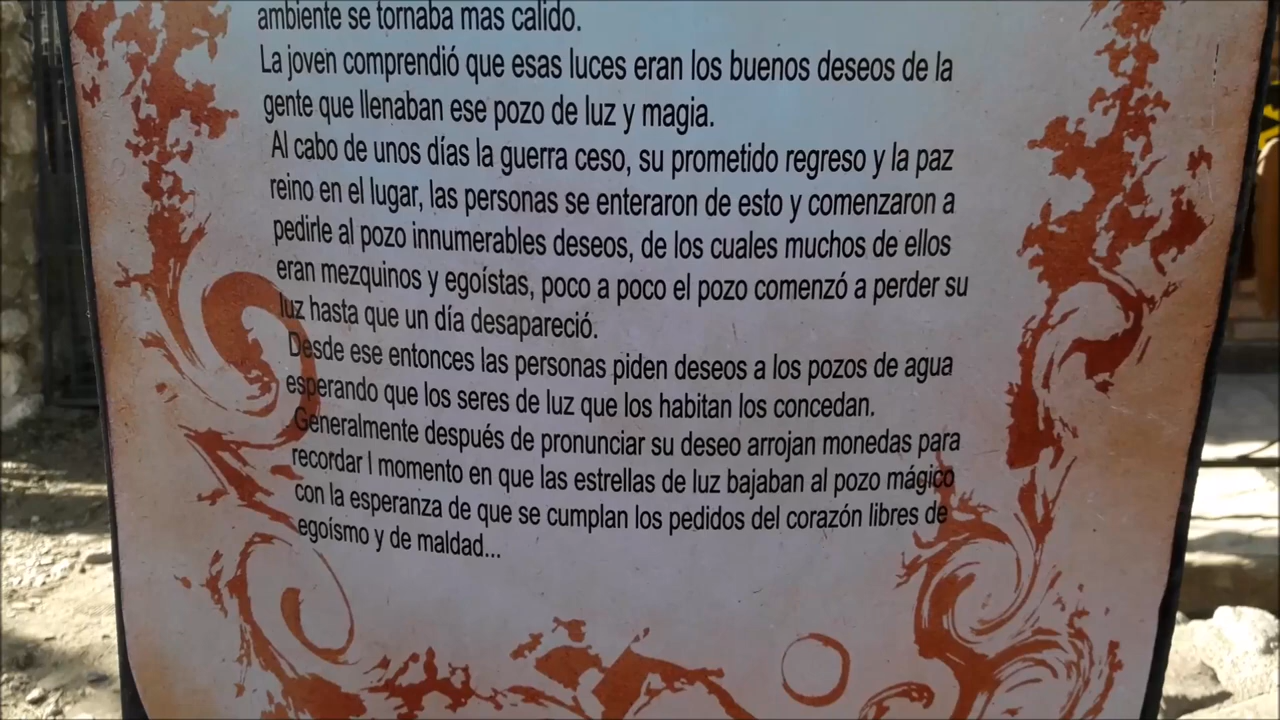 ambiente se tornaba mas calido.
La joven comprendió que esas luces eran los buenos deseos de la
gente que llenaban ese pozo de luz y magia.
Al cabo de unos días la guerra ceso, su prometido regreso y la paz
reino en el lugar, las personas se enteraron de esto y comenzaron a
pedirle al pozo innumerables deseos, de los cuales muchos de ellos
eran mezquinos y egoístas, poco a poco el pozo comenzó a perder su
luz hasta que un día desapareció.
Desde ese entonces las personas piden deseos a los pozos de agua
esperando que los seres de luz que los habitan los concedan.
Generalmente después de pronunciar su deseo arrojan monedas para
recordar l momento en que las estrellas de luz bajaban al pozo mágico
con la esperanza de que se cumplan los pedidos del corazón libres de
egoísmo y de maldad...